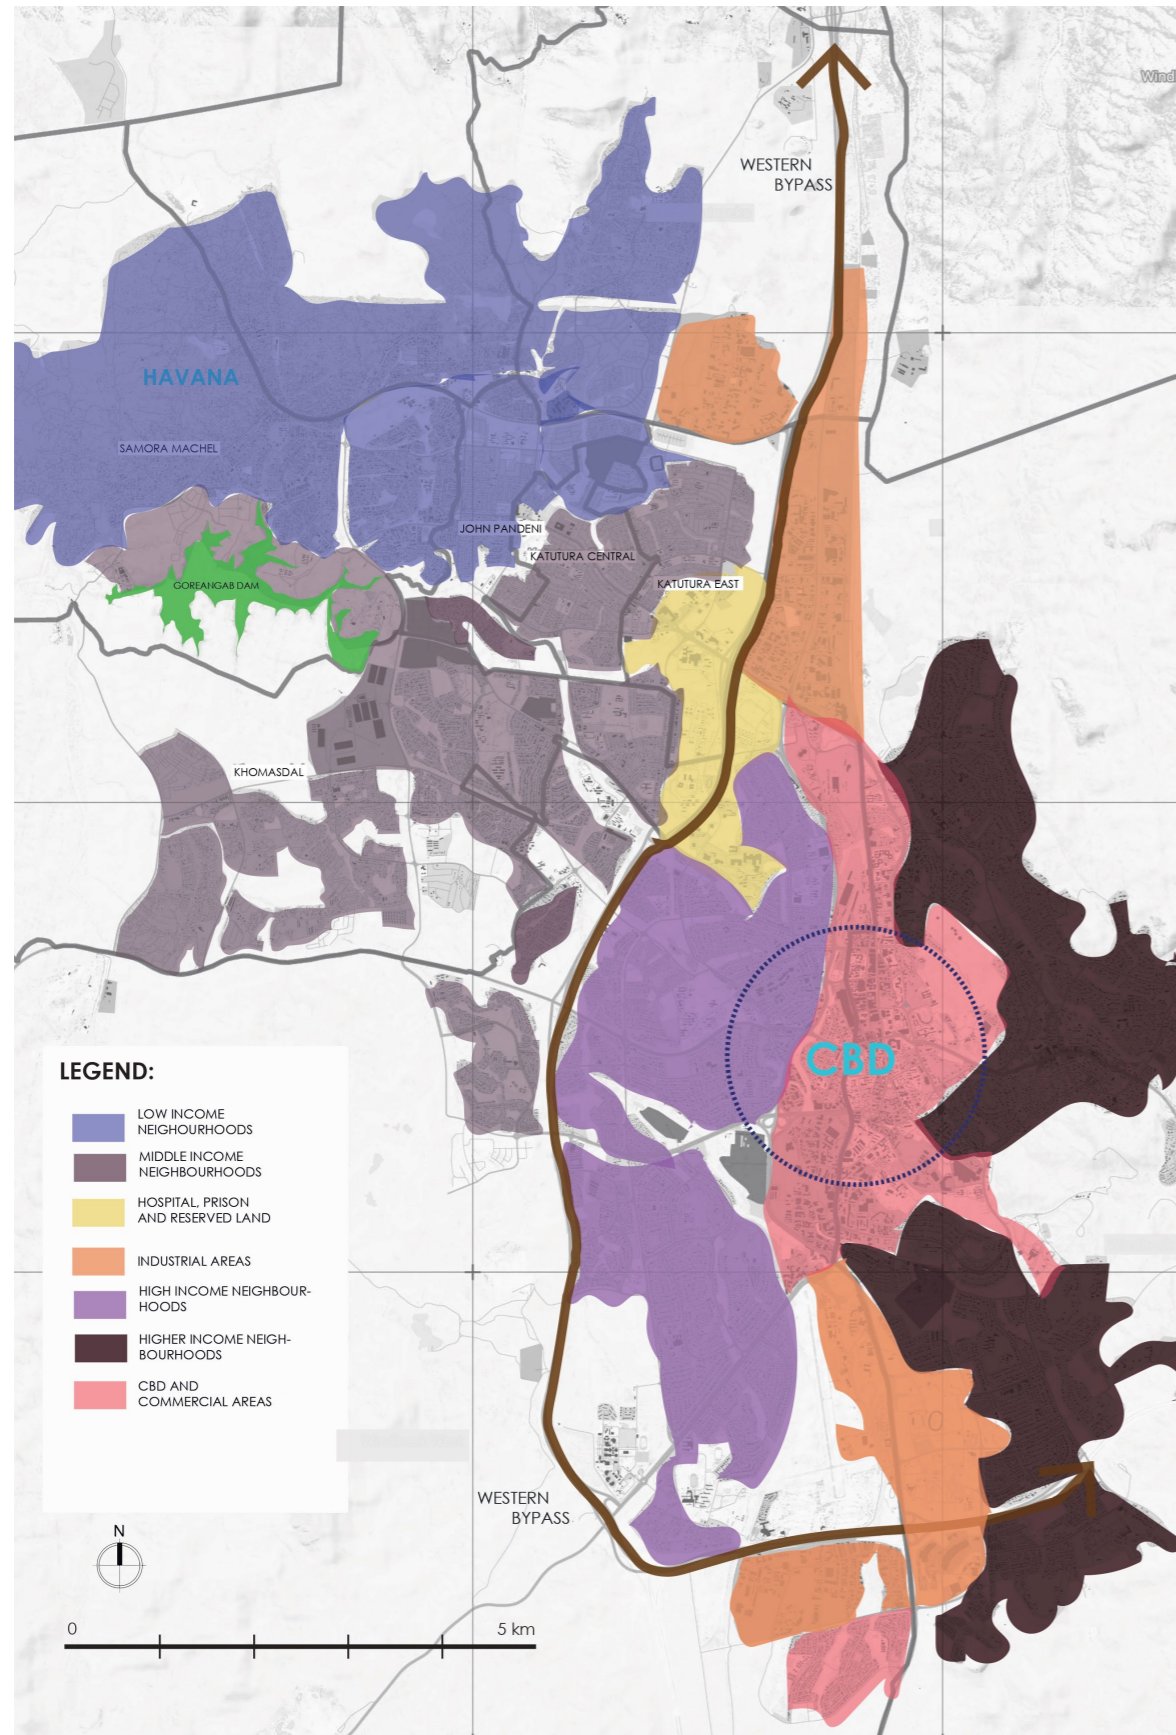 Wind
WESTERN
BYPASS
HAVANA
SAMORA MACHEL
JOHN PANDENI
KATUTURA CENTRAL
GOREANGAB DAM
KATUTURA EAST
KHOMASDAL
CBD
LEGEND:
LOW INCOME
NEIGHOURHOODS
MIDDLE INCOME
NEIGHBOURHOODS
HOSPITAL, PRISON
AND RESERVED LAND
INDUSTRIAL AREAS
HIGH INCOME NEIGHBOUR-
HOODS
HIGHER INCOME NEIGH-
BOURHOODS
CBD AND
COMMERCIAL AREAS
WESTERN
BYPASS
N
0 5 km